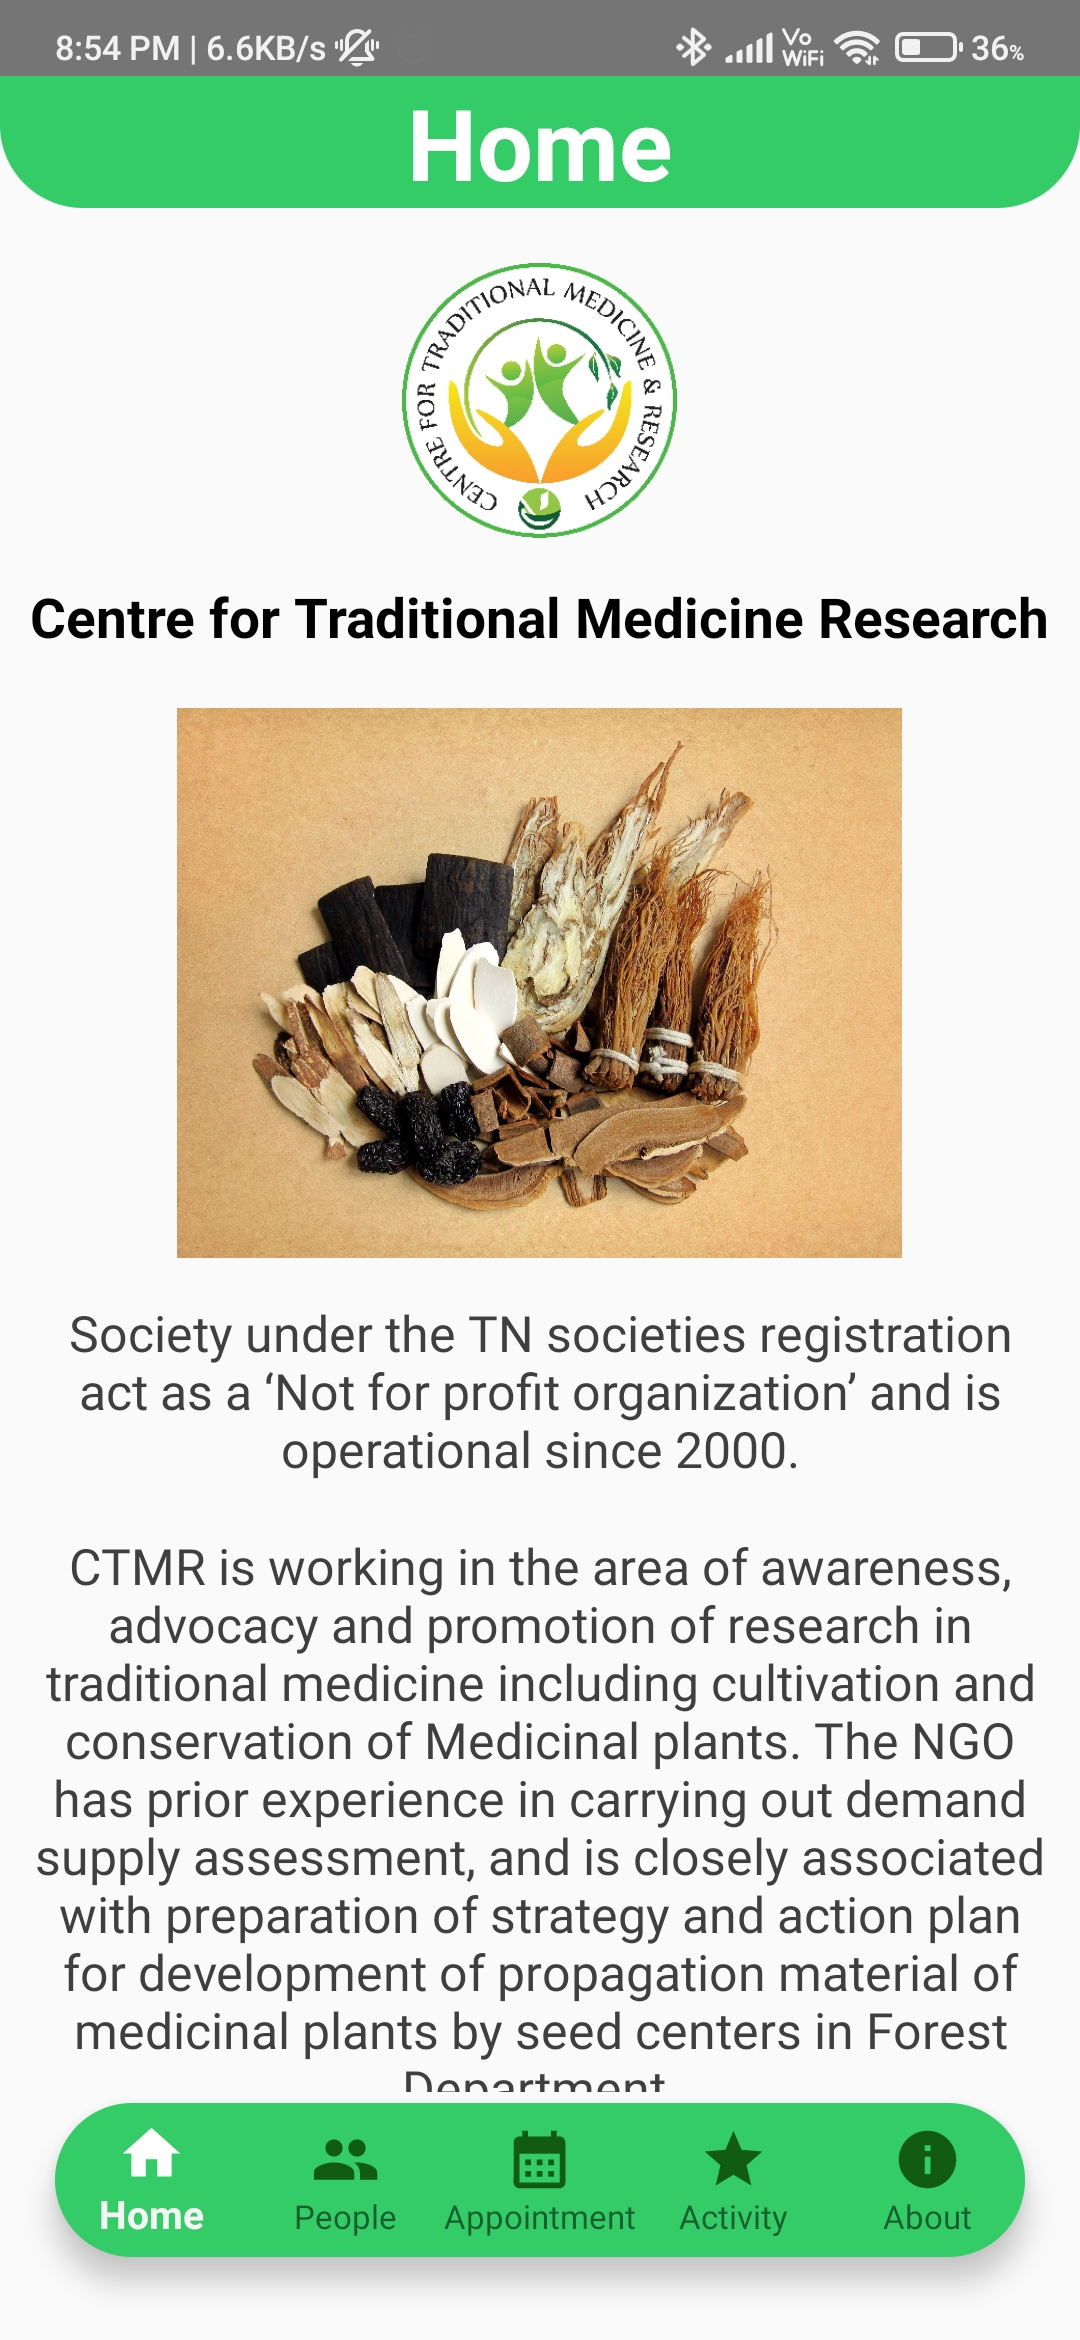 8:54 PM | 6.6KB/s
Vo
WiFi
36%
Home
CENTRE FOR TRADITIONAL MEDICINE & RESEARCH
Centre for Traditional Medicine Research
Society under the TN societies registration
act as a ‘Not for profit organization’ and is
operational since 2000.
CTMR is working in the area of awareness,
advocacy and promotion of research in
traditional medicine including cultivation and
conservation of Medicinal plants. The NGO
has prior experience in carrying out demand
supply assessment, and is closely associated
with preparation of strategy and action plan
for development of propagation material of
medicinal plants by seed centers in Forest
Department
Home
People
Appointment
Activity
About